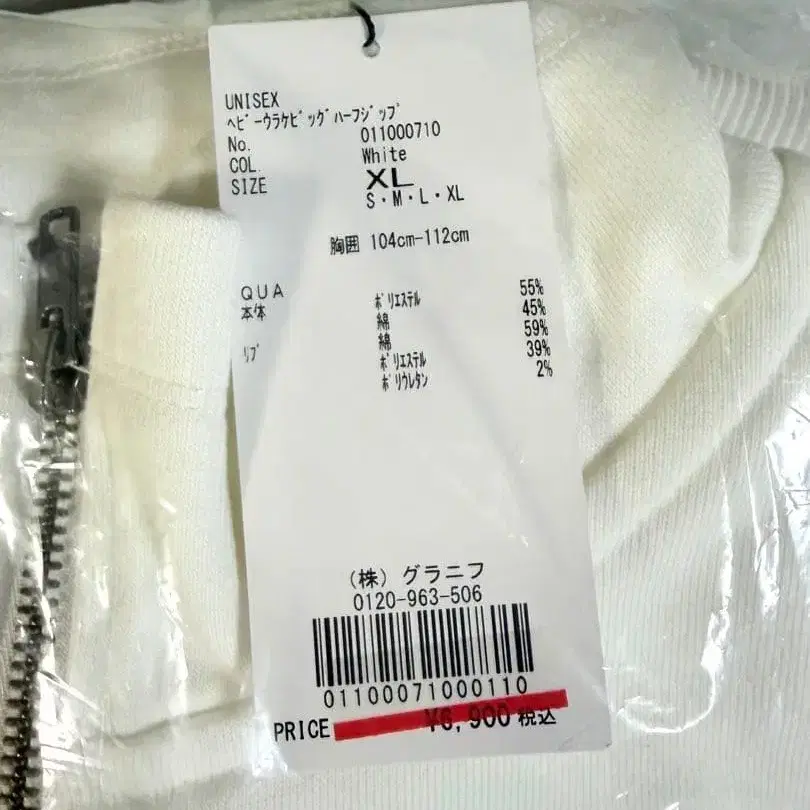 UNISEX
ヘビーウラケビッグハーフジップ
No. 011000710
COL. White
SIZE XL
S・M・L・XL
胸囲 104cm-112cm
QUA
本体 ポリエステル 55%
綿 45%
リブ 綿 59%
ポリエステル 39%
ポリウレタン 2%
(株) グラニフ
0120-963-506
01100071000110
PRICE ¥6,900 税込